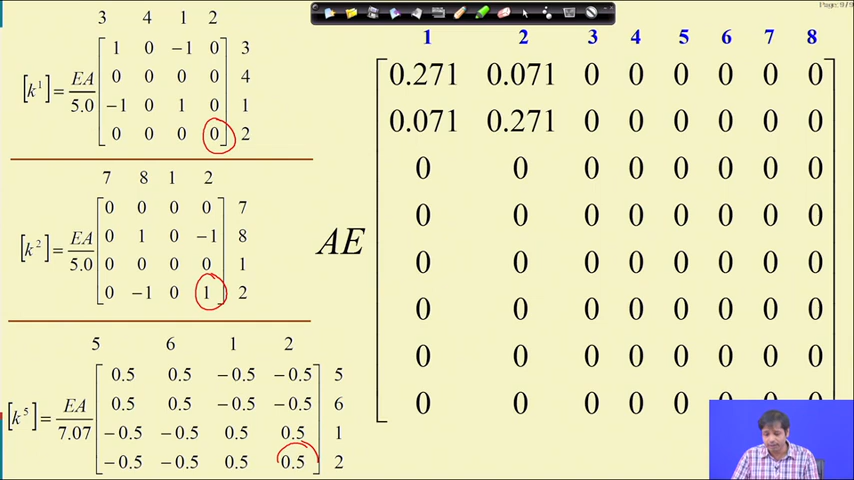 Page: 9 / 9
3 4 1 2
[k¹] = EA/5.0
1 0 −1 0 3
0 0 0 0 4
−1 0 1 0 1
0 0 0 0 2
7 8 1 2
[k²] = EA/5.0
0 0 0 0 7
0 1 0 −1 8
0 0 0 0 1
0 −1 0 1 2
5 6 1 2
[k⁵] = EA/7.07
0.5 0.5 −0.5 −0.5 5
0.5 0.5 −0.5 −0.5 6
−0.5 −0.5 0.5 0.5 1
−0.5 −0.5 0.5 0.5 2
1 2 3 4 5 6 7 8
AE
0.271 0.071 0 0 0 0 0 0
0.071 0.271 0 0 0 0 0 0
0 0 0 0 0 0 0 0
0 0 0 0 0 0 0 0
0 0 0 0 0 0 0 0
0 0 0 0 0 0 0 0
0 0 0 0 0 0 0 0
0 0 0 0 0 0 0 0